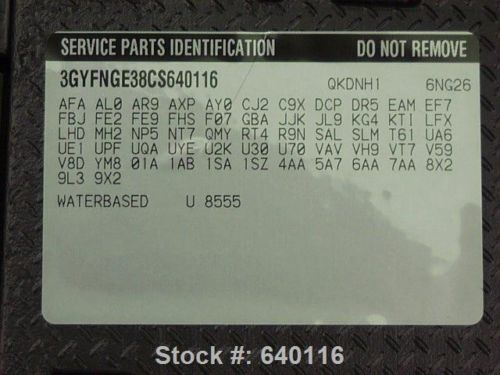 SERVICE PARTS IDENTIFICATION DO NOT REMOVE
3GYFNGE38CS640116 QKDNH1 6NG26
AFA AL0 AR9 AXP AY0 CJ2 C9X DCP DR5 EAM EF7
FBJ FE2 FE9 FHS F07 GBA JJK JL9 KG4 KTI LFX
LHD MH2 NP5 NT7 QMY RT4 R9N SAL SLM T61 UA6
UE1 UPF UQA UYE U2K U30 U70 VAV VH9 VT7 V59
V8D YM8 01A 1AB 1SA 1SZ 4AA 5A7 6AA 7AA 8X2
9L3 9X2
WATERBASED U 8555
Stock #: 640116